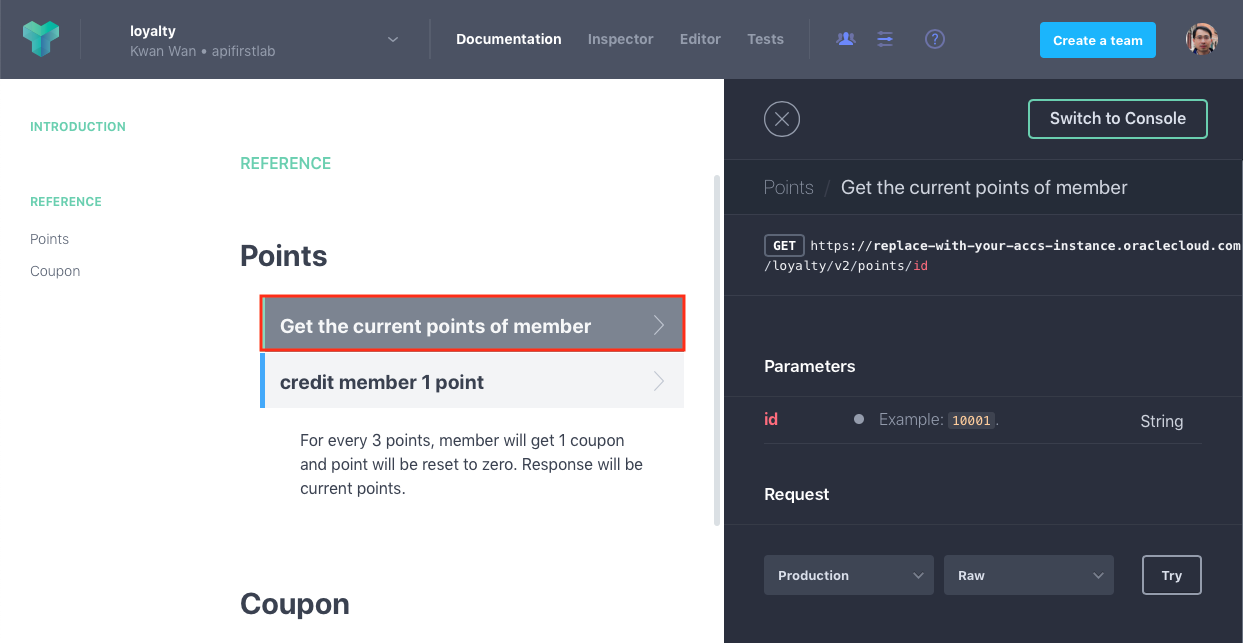 loyalty
Kwan Wan • apifirstlab
Documentation
Inspector
Editor
Tests
?
Create a team
INTRODUCTION
REFERENCE
Points
Coupon
REFERENCE
Points
Get the current points of member
credit member 1 point
For every 3 points, member will get 1 coupon
and point will be reset to zero. Response will be
current points.
Coupon
Switch to Console
Points / Get the current points of member
GET https://replace-with-your-accs-instance.oraclecloud.com
/loyalty/v2/points/id
Parameters
id
Example: 10001.
String
Request
Production
Raw
Try